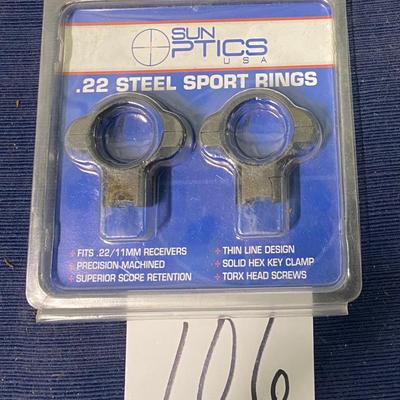 SUN
OPTICS
USA
.22 STEEL SPORT RINGS
FITS .22/11MM RECEIVERS
PRECISION MACHINED
SUPERIOR SCOPE RETENTION
THIN LINE DESIGN
SOLID HEX KEY CLAMP
TORX HEAD SCREWS
106